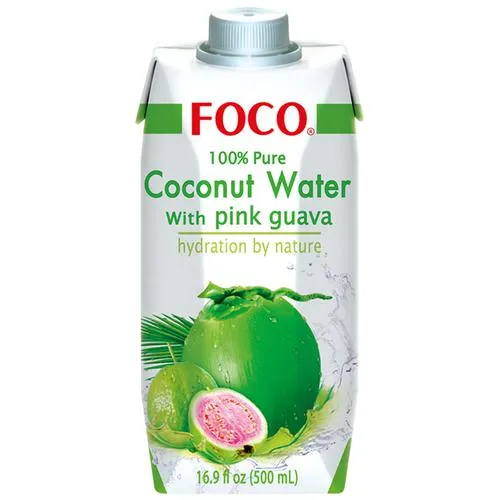 FOCO®
100% Pure
Coconut Water
with pink guava
hydration by nature
16.9 fl oz (500 mL)